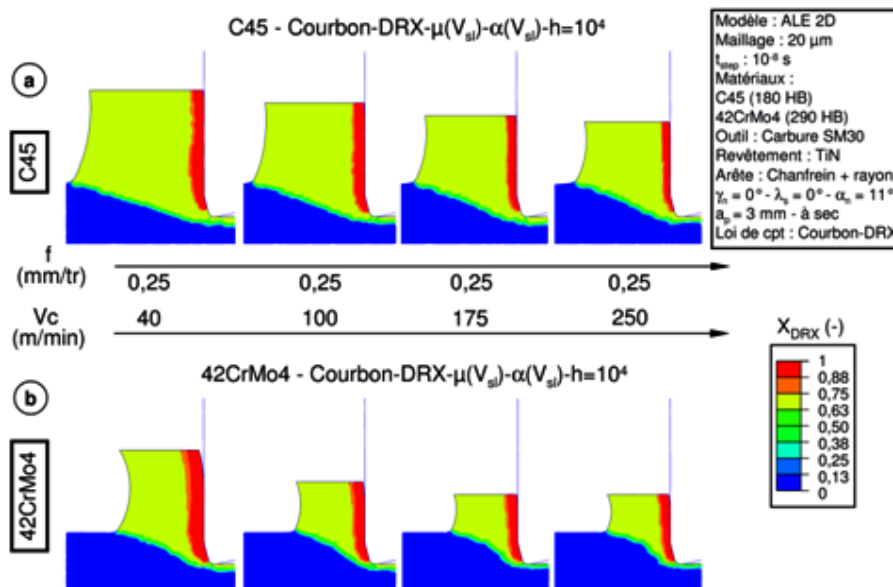 C45 - Courbon-DRX-μ(Vsl)-α(Vsl)-h=10⁴
Modèle : ALE 2D
Maillage : 20 μm
tstep : 10⁻⁸ s
Matériaux :
C45 (180 HB)
42CrMo4 (290 HB)
Outil : Carbure SM30
Revêtement : TiN
Arête : Chanfrein + rayon
γn = 0° - λs = 0° - αn = 11°
ap = 3 mm - à sec
Loi de cpt : Courbon-DRX
a
C45
f
(mm/tr)
0,25 0,25 0,25 0,25
Vc
(m/min)
40 100 175 250
42CrMo4 - Courbon-DRX-μ(Vsl)-α(Vsl)-h=10⁴
b
42CrMo4
XDRX (-)
1
0,88
0,75
0,63
0,50
0,38
0,25
0,13
0